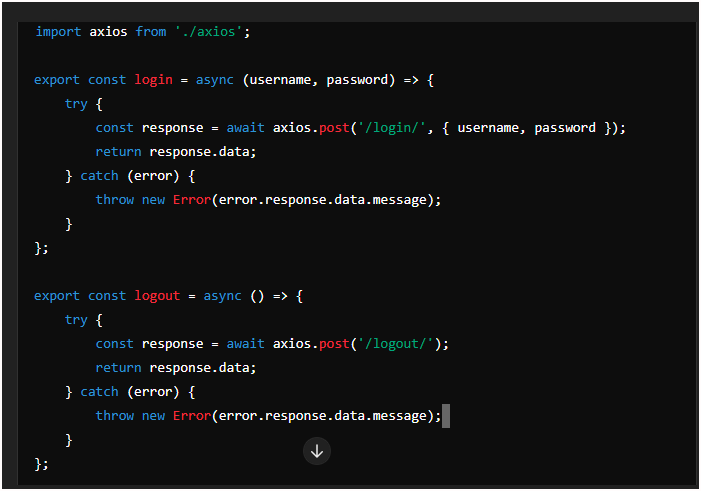 import axios from './axios';
export const login = async (username, password) => {
    try {
        const response = await axios.post('/login/', { username, password });
        return response.data;
    } catch (error) {
        throw new Error(error.response.data.message);
    }
};
export const logout = async () => {
    try {
        const response = await axios.post('/logout/');
        return response.data;
    } catch (error) {
        throw new Error(error.response.data.message);
    }
};